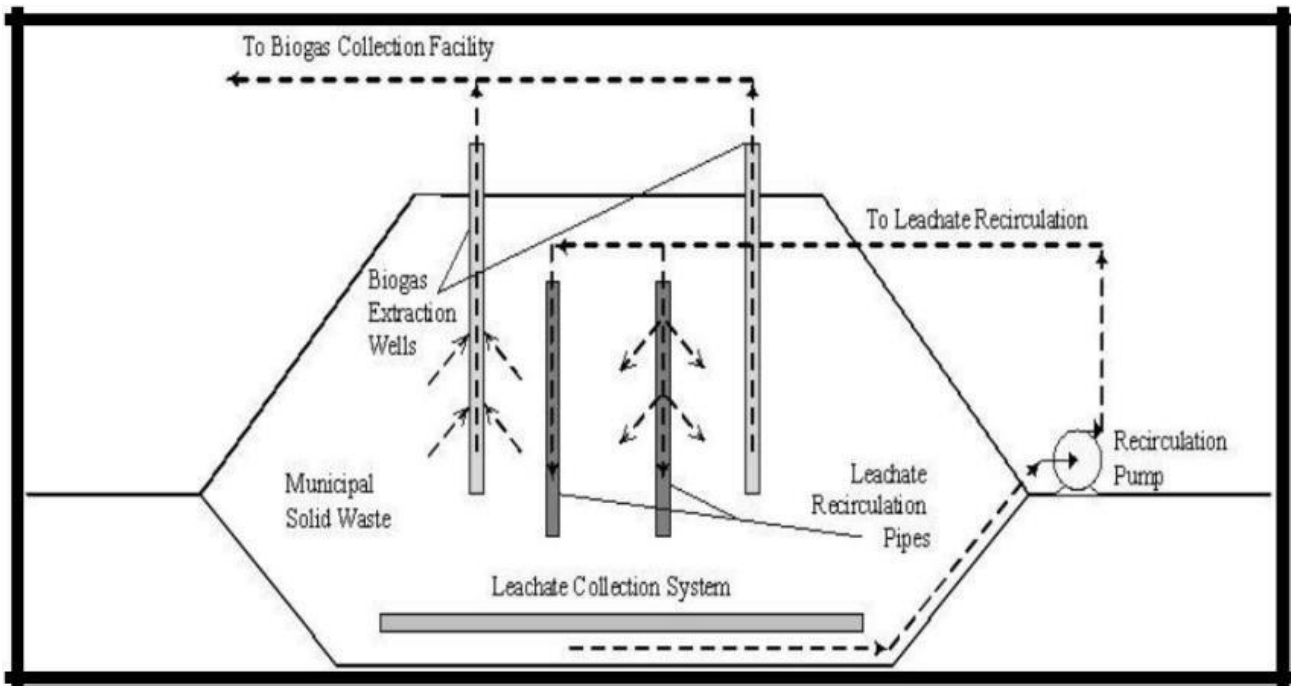 To Biogas Collection Facility
To Leachate Recirculation
Biogas
Extraction
Wells
Recirculation
Pump
Municipal
Solid Waste
Leachate
Recirculation
Pipes
Leachate Collection System